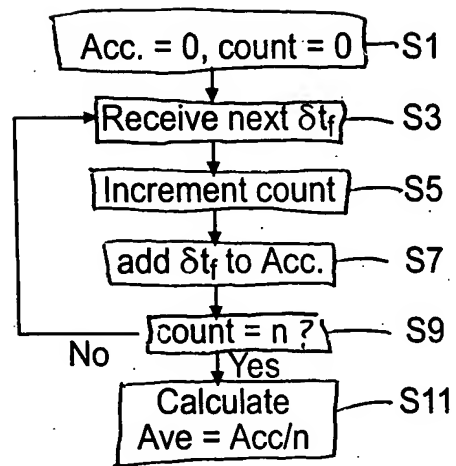 Acc. = 0, count = 0 S1
Receive next δtf S3
Increment count S5
add δtf to Acc. S7
count = n ? S9
No
Yes
Calculate
Ave = Acc/n S11